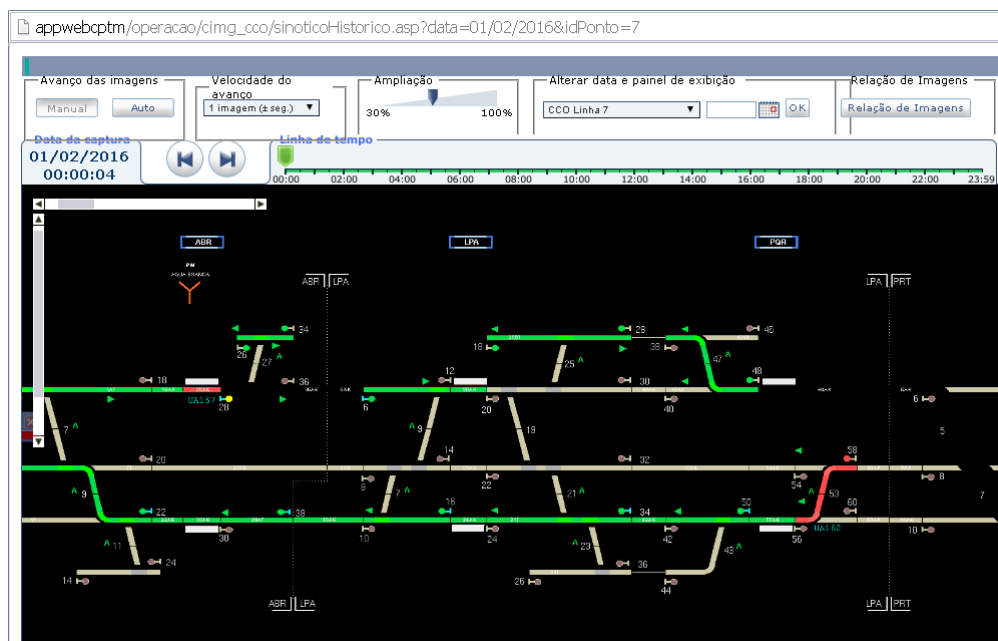 appwebcptm/operacao/cimg_cco/sinoticoHistorico.asp?data=01/02/2016&idPonto=7
Avanço das imagens
Velocidade do avanço
Ampliação
Alterar data e painel de exibição
Relação de Imagens
Manual Auto
1 imagem (± seg.)
30% 100%
CCO Linha 7
OK
Relação de Imagens
Data da captura
Linha de tempo
01/02/2016
00:00:04
00:00 02:00 04:00 06:00 08:00 10:00 12:00 14:00 16:00 18:00 20:00 22:00 23:59
ABR LPA PQR
PN
AGUA BRANCA
ABR LPA
LPA PRT
34 28 46
26 27 A 18 25 A 38 47 A
18 36 12 30 48
UA157 20 6 20 40 6
7 A A 9 19 5
20 14 32 58
8 22 54 8
A 9 7 A 21 A 53 7
22 38 16 34 50 60
30 10 24 42 56 UA162 10
A 11 A 23 43 A
24 36
14 26 44
ABR LPA
LPA PRT